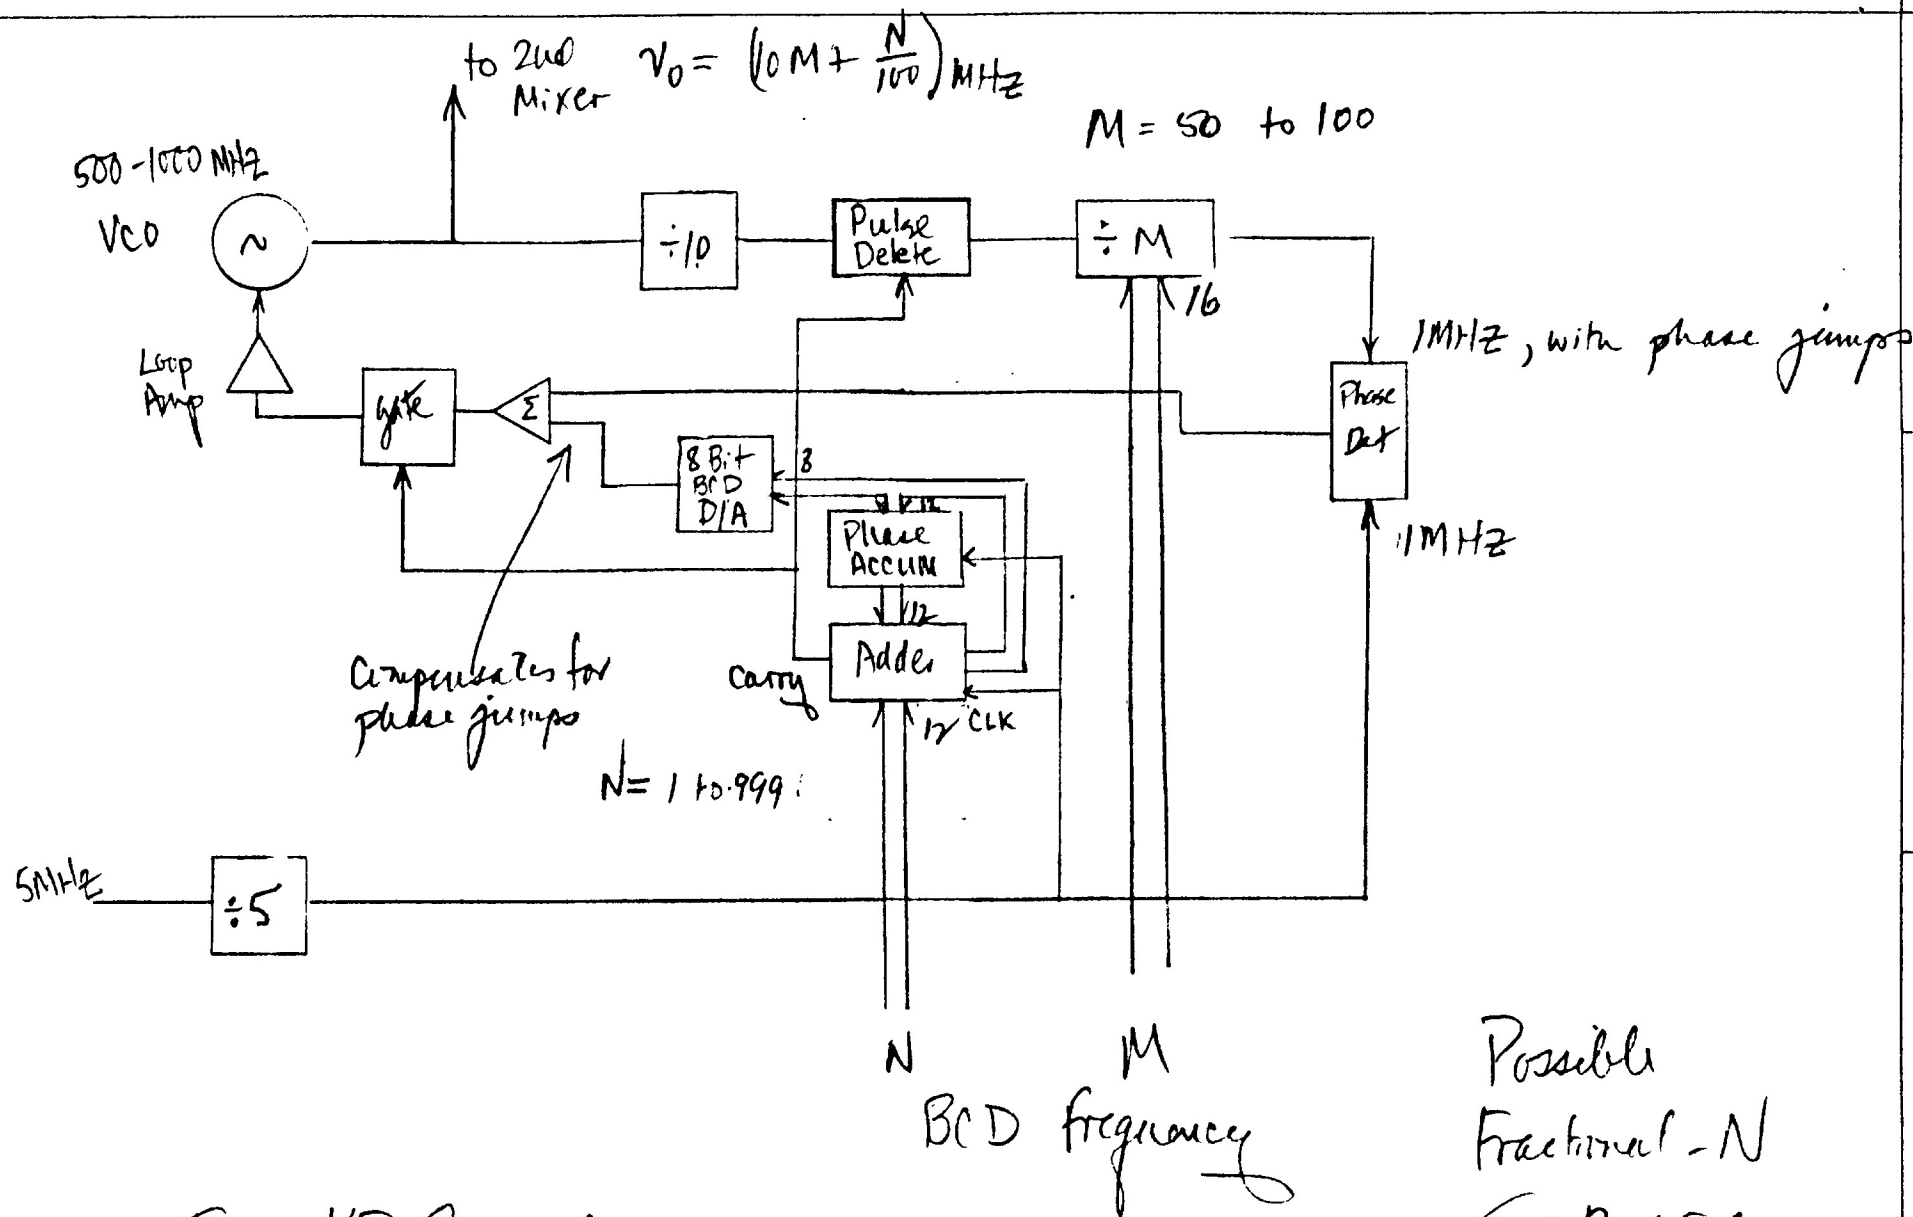 to 2nd
Mixer
ν₀ = (10M + N/100) MHz
M = 50 to 100
500-1000 MHz
VCO
~
÷10
Pulse
Delete
÷ M
16
1MHz, with phase jumps
Loop
Amp
gate
Σ
8 Bit
BCD
D/A
8
12
Phase
Accum
12
Phase
Det
1MHz
Adder
Carry
12 CLK
Compensates for
phase jumps
N= 1 to 999
5MHz
÷5
N
M
BCD frequency
Possible
Fractional-N